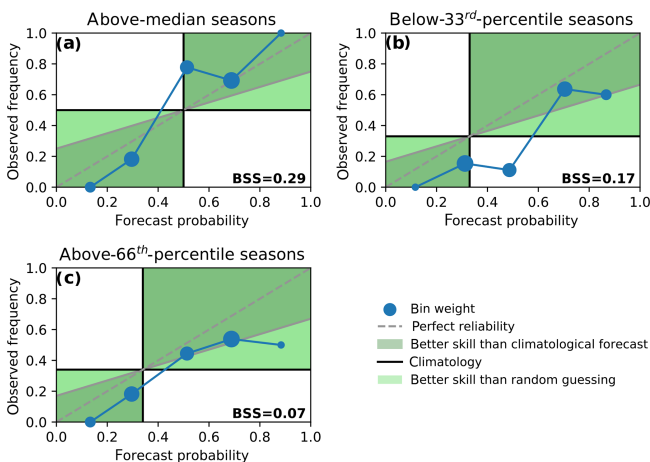 Above-median seasons
(a)
1.0
0.8
0.6
0.4
0.2
0.0
Observed frequency
BSS=0.29
0.0 0.2 0.4 0.6 0.8 1.0
Forecast probability
Below-33rd-percentile seasons
(b)
1.0
0.8
0.6
0.4
0.2
0.0
Observed frequency
BSS=0.17
0.0 0.2 0.4 0.6 0.8 1.0
Forecast probability
Above-66th-percentile seasons
(c)
1.0
0.8
0.6
0.4
0.2
0.0
Observed frequency
BSS=0.07
0.0 0.2 0.4 0.6 0.8 1.0
Forecast probability
Bin weight
Perfect reliability
Better skill than climatological forecast
Climatology
Better skill than random guessing